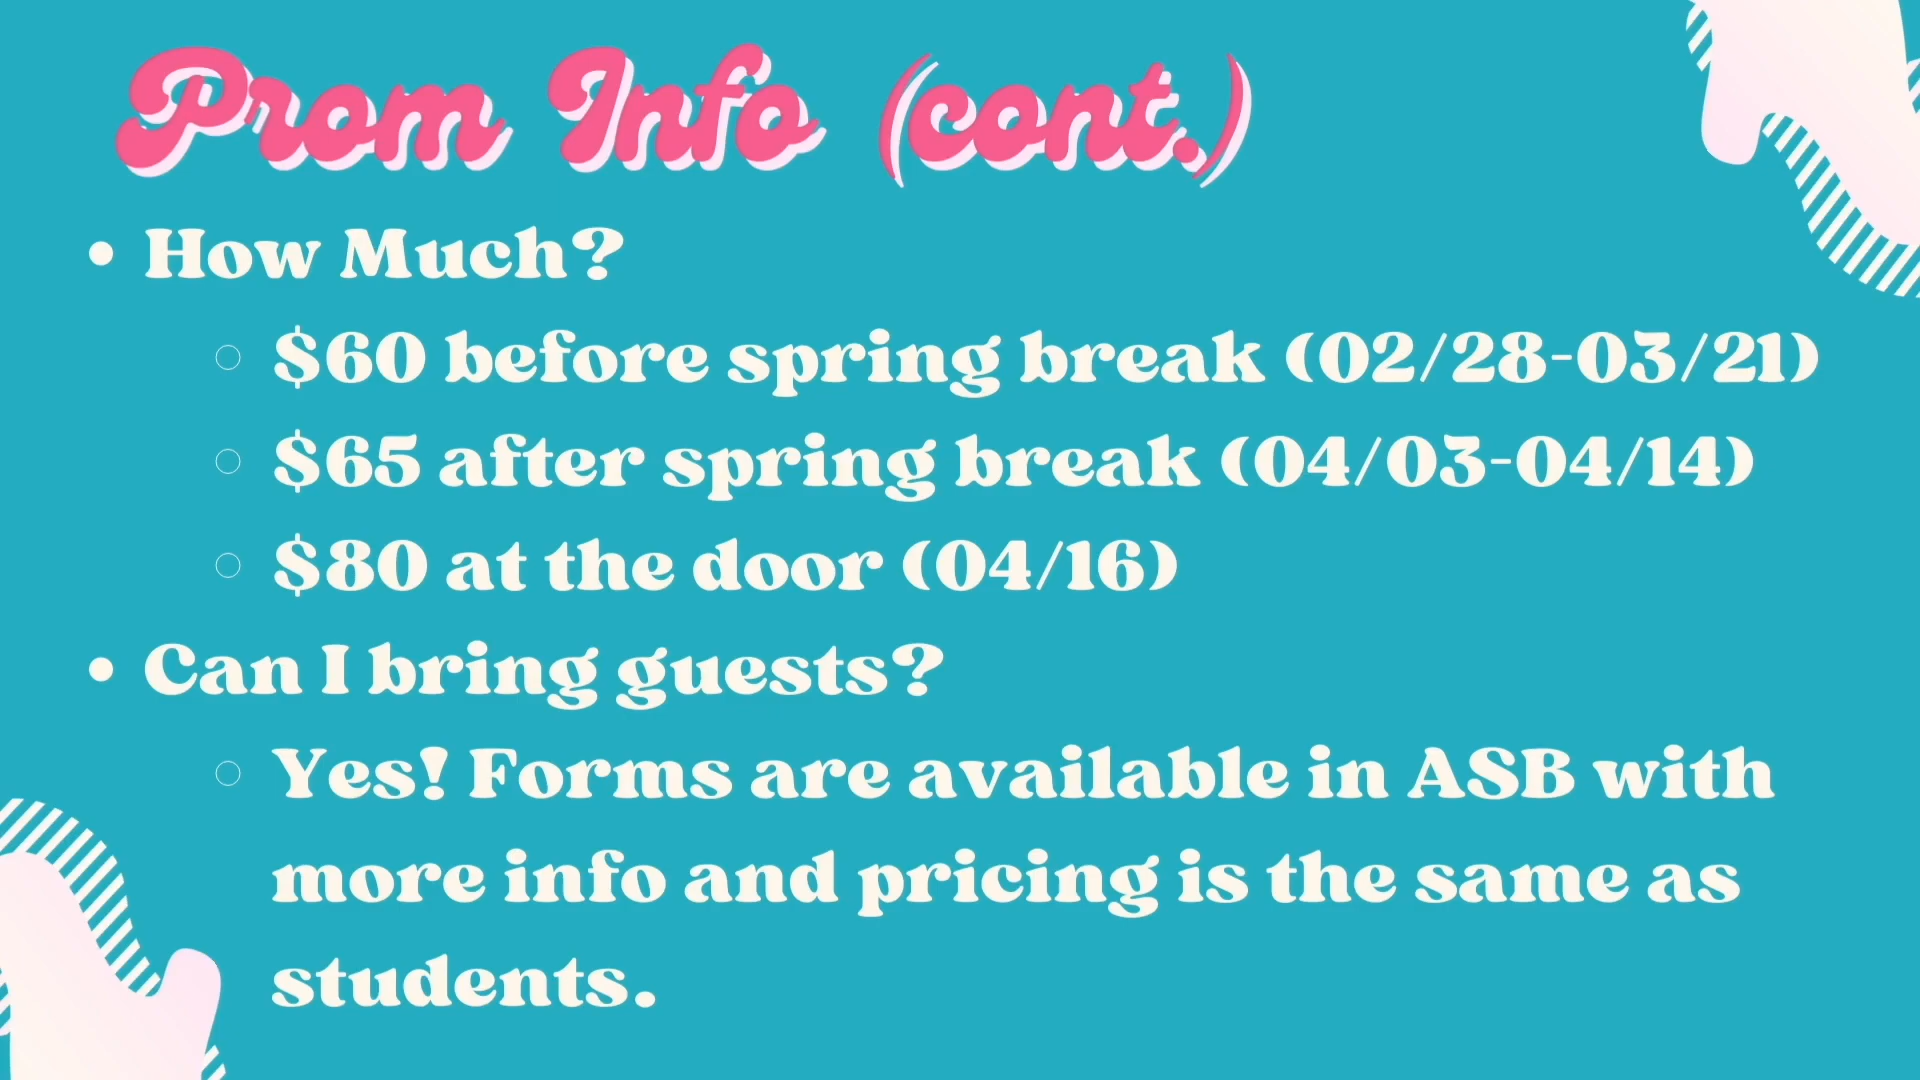 Prom Info (cont.)
• How Much?
○ $60 before spring break (02/28-03/21)
○ $65 after spring break (04/03-04/14)
○ $80 at the door (04/16)
• Can I bring guests?
○ Yes! Forms are available in ASB with
more info and pricing is the same as
students.